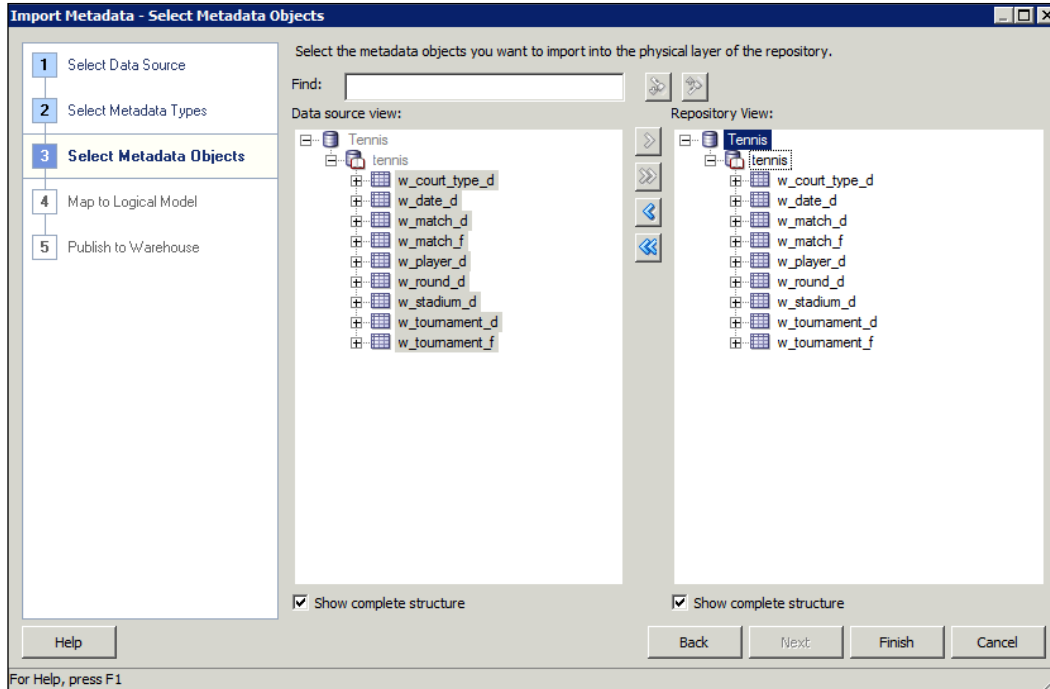 Import Metadata - Select Metadata Objects
1 Select Data Source
2 Select Metadata Types
3 Select Metadata Objects
4 Map to Logical Model
5 Publish to Warehouse
Select the metadata objects you want to import into the physical layer of the repository.
Find:
Data source view:
Tennis
tennis
w_court_type_d
w_date_d
w_match_d
w_match_f
w_player_d
w_round_d
w_stadium_d
w_tournament_d
w_tournament_f
Show complete structure
Repository View:
Tennis
tennis
w_court_type_d
w_date_d
w_match_d
w_match_f
w_player_d
w_round_d
w_stadium_d
w_tournament_d
w_tournament_f
Show complete structure
Help
Back
Next
Finish
Cancel
For Help, press F1